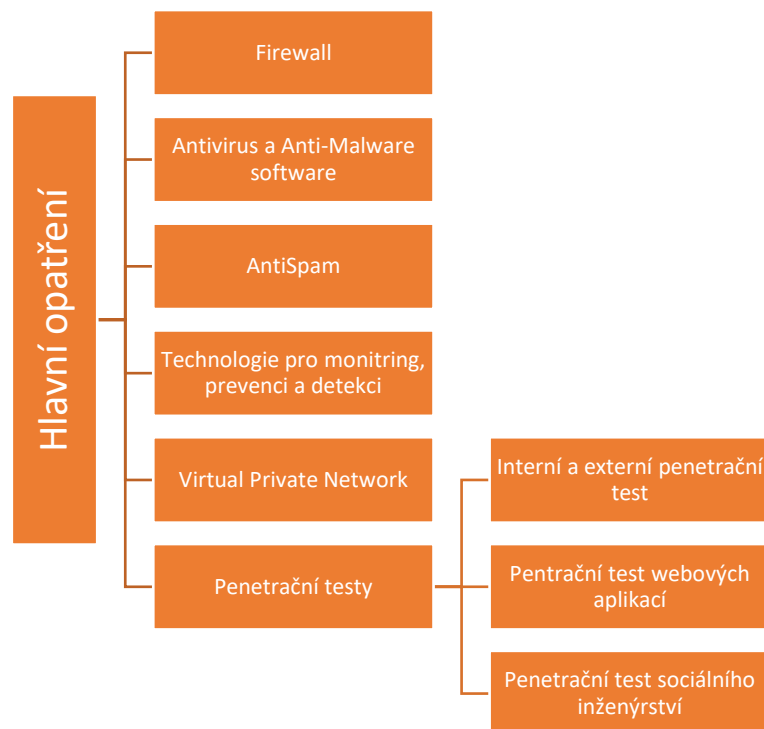 Hlavní opatření
Firewall
Antivirus a Anti-Malware
software
AntiSpam
Technologie pro monitring,
prevenci a detekci
Virtual Private Network
Penetrační testy
Interní a externí penetrační
test
Pentrační test webových
aplikací
Penetrační test sociálního
inženýrství